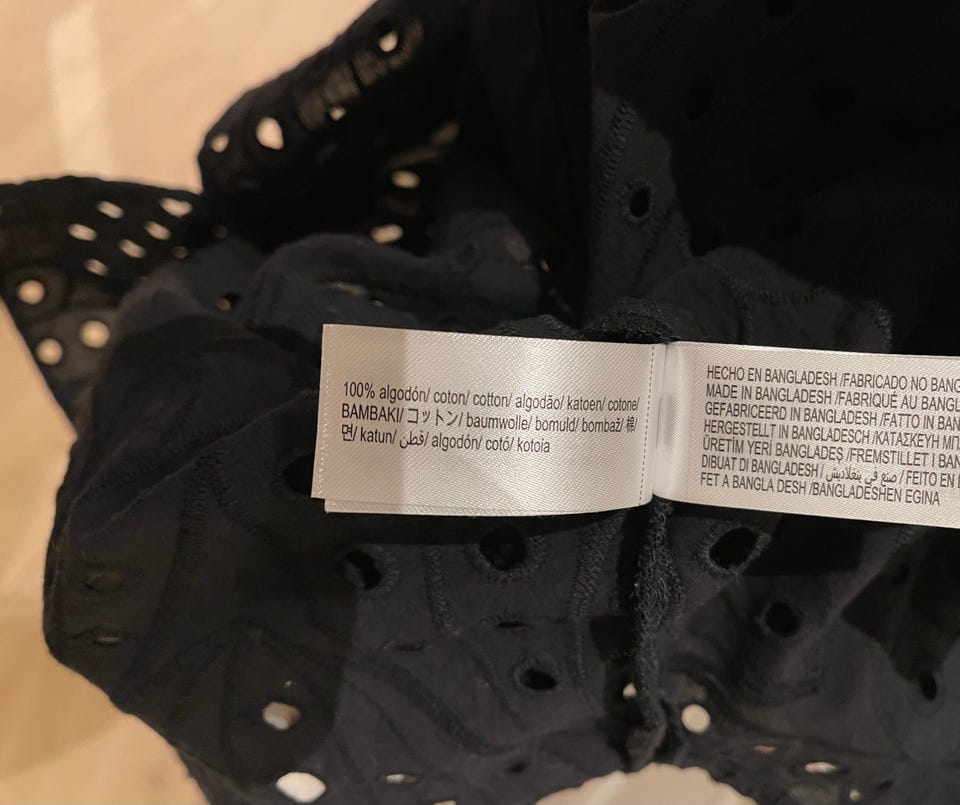 100% algodón/ coton/ cotton/ algodão/ katoen/ cotone/
BAMBAKI/ コットン/ baumwolle/ bomuld/ bombaž/ 棉/
면/ katun/ قطن/ algodón/ cotó/ kotoia
HECHO EN BANGLADESH /FABRICADO NO
MADE IN BANGLADESH /FABRIQUÉ AU
GEFABRICEERD IN BANGLADESH /FATTO IN
HERGESTELLT IN BANGLADESCH /ΚΑΤΑΣΚΕΥΗ
ÜRETİM YERİ BANGLADEŞ /FREMSTILLET I
DIBUAT DI BANGLADESH / صنع في بنغلاديش / FEITO EN
FET A BANGLA DESH /BANGLADESHEN EGINA